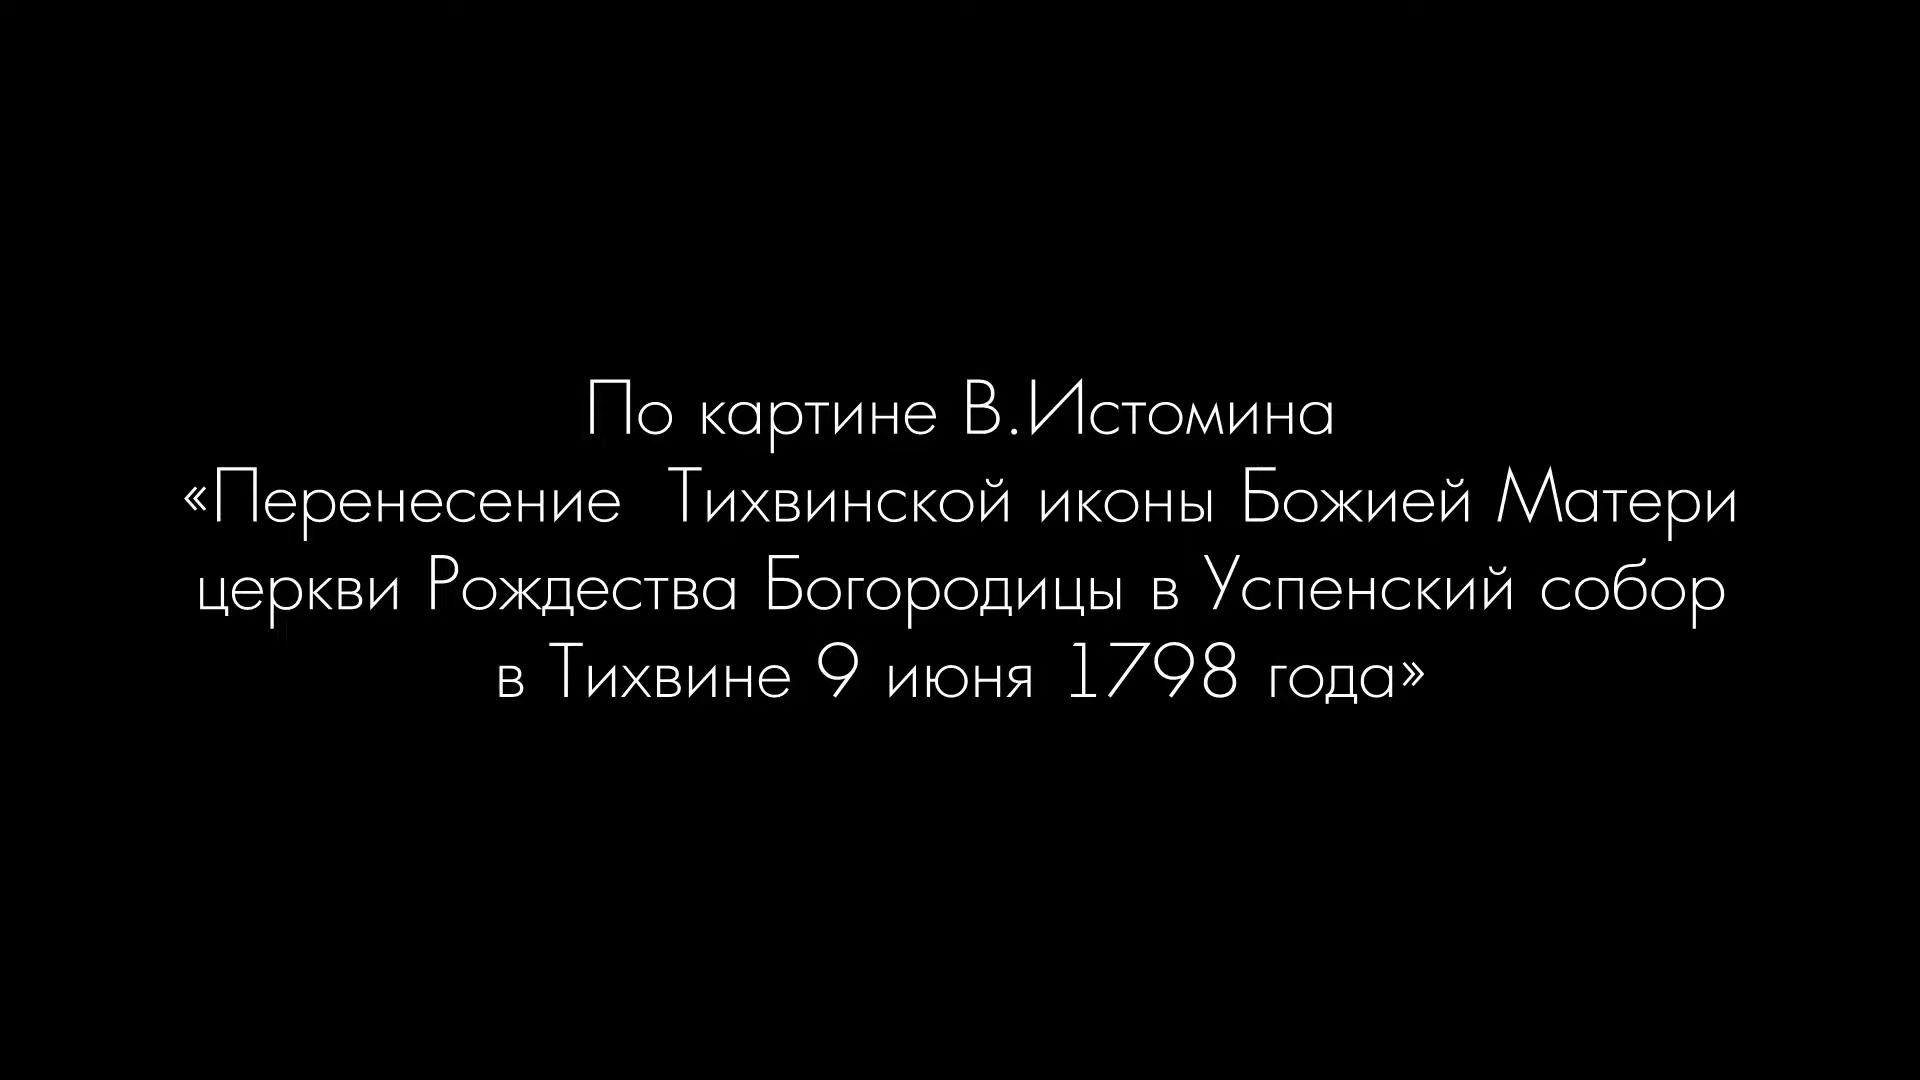 По картине В.Истомина
«Перенесение  Тихвинской иконы Божией Матери
церкви Рождества Богородицы в Успенский собор
в Тихвине 9 июня 1798 года»